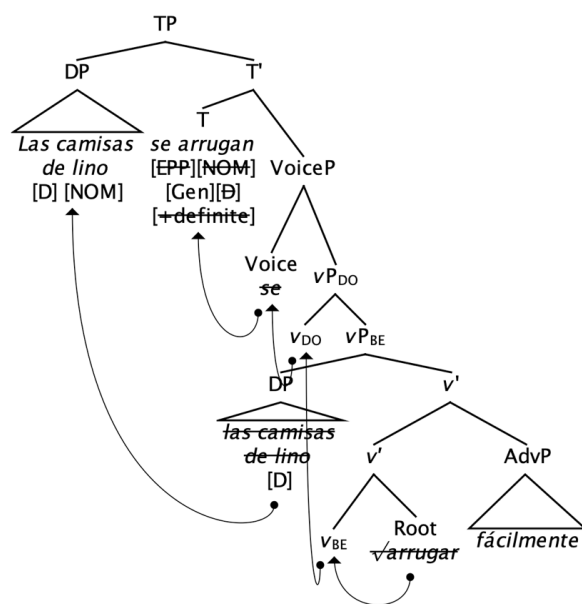 TP
DP T'
T
Las camisas se arrugan
de lino [EPP][NOM] VoiceP
[D] [NOM] [Gen][D]
[+definite]
Voice vPDO
se
vDO vPBE
DP v'
las camisas
de lino v' AdvP
[D]
vBE Root fácilmente
√arrugar